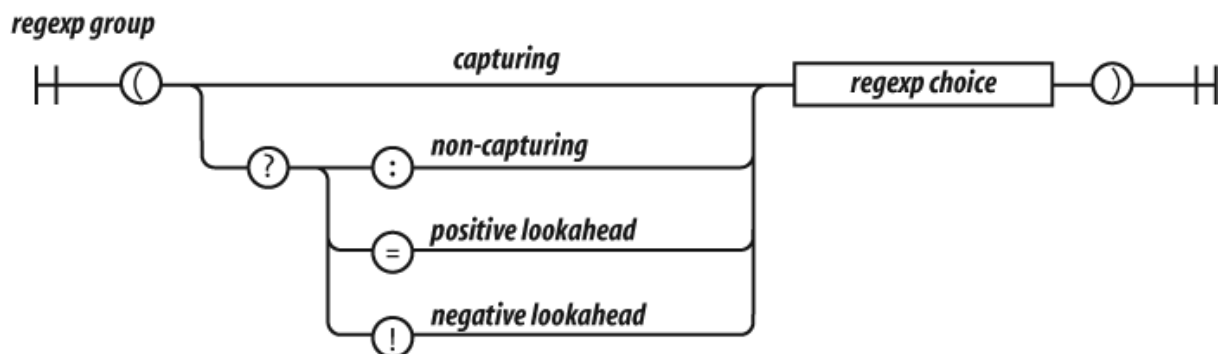 regexp group
capturing
( regexp choice )
non-capturing
? :
positive lookahead
=
negative lookahead
!